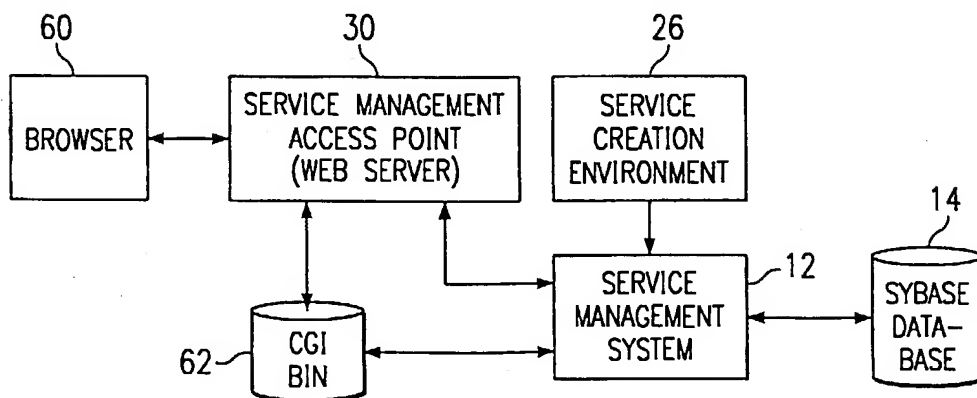 60
30
26
BROWSER
SERVICE MANAGEMENT
ACCESS POINT
(WEB SERVER)
SERVICE
CREATION
ENVIRONMENT
14
12
SERVICE
MANAGEMENT
SYSTEM
SYBASE
DATA-
BASE
62
CGI
BIN